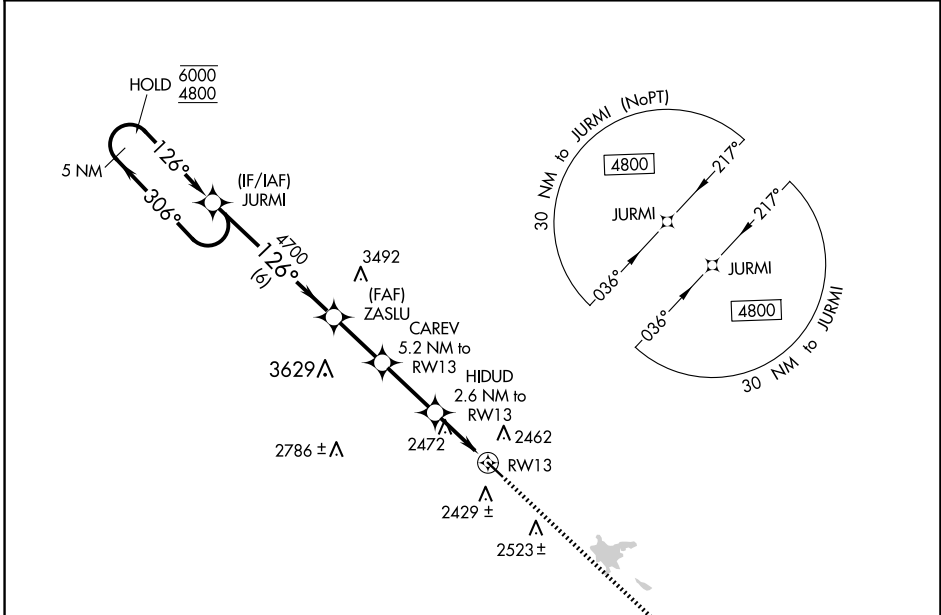 HOLD 6000
4800
5 NM
126°
306°
(IF/IAF)
JURMI
4700
126°
(6)
3492
(FAF)
ZASLU
CAREV
5.2 NM to
RW13
3629
HIDUD
2.6 NM to
RW13
2472
2462
2786 ±
RW13
2429 ±
2523 ±
30 NM to JURMI (NoPT)
4800
217°
JURMI
036°
217°
JURMI
036°
4800
30 NM to JURMI